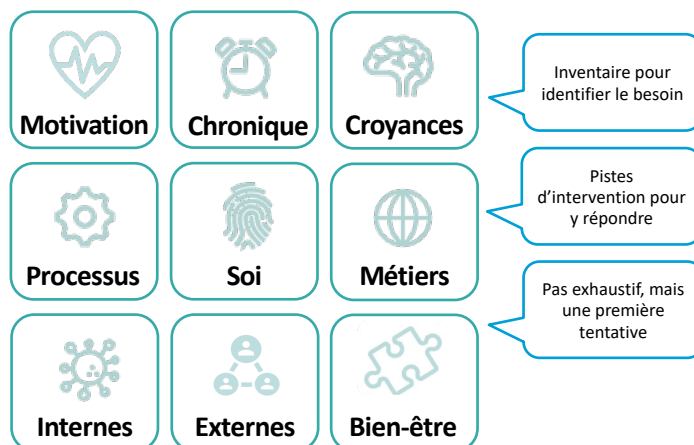 Motivation
Chronique
Croyances
Inventaire pour
identifier le besoin
Processus
Soi
Métiers
Pistes
d'intervention pour
y répondre
Internes
Externes
Bien-être
Pas exhaustif, mais
une première
tentative